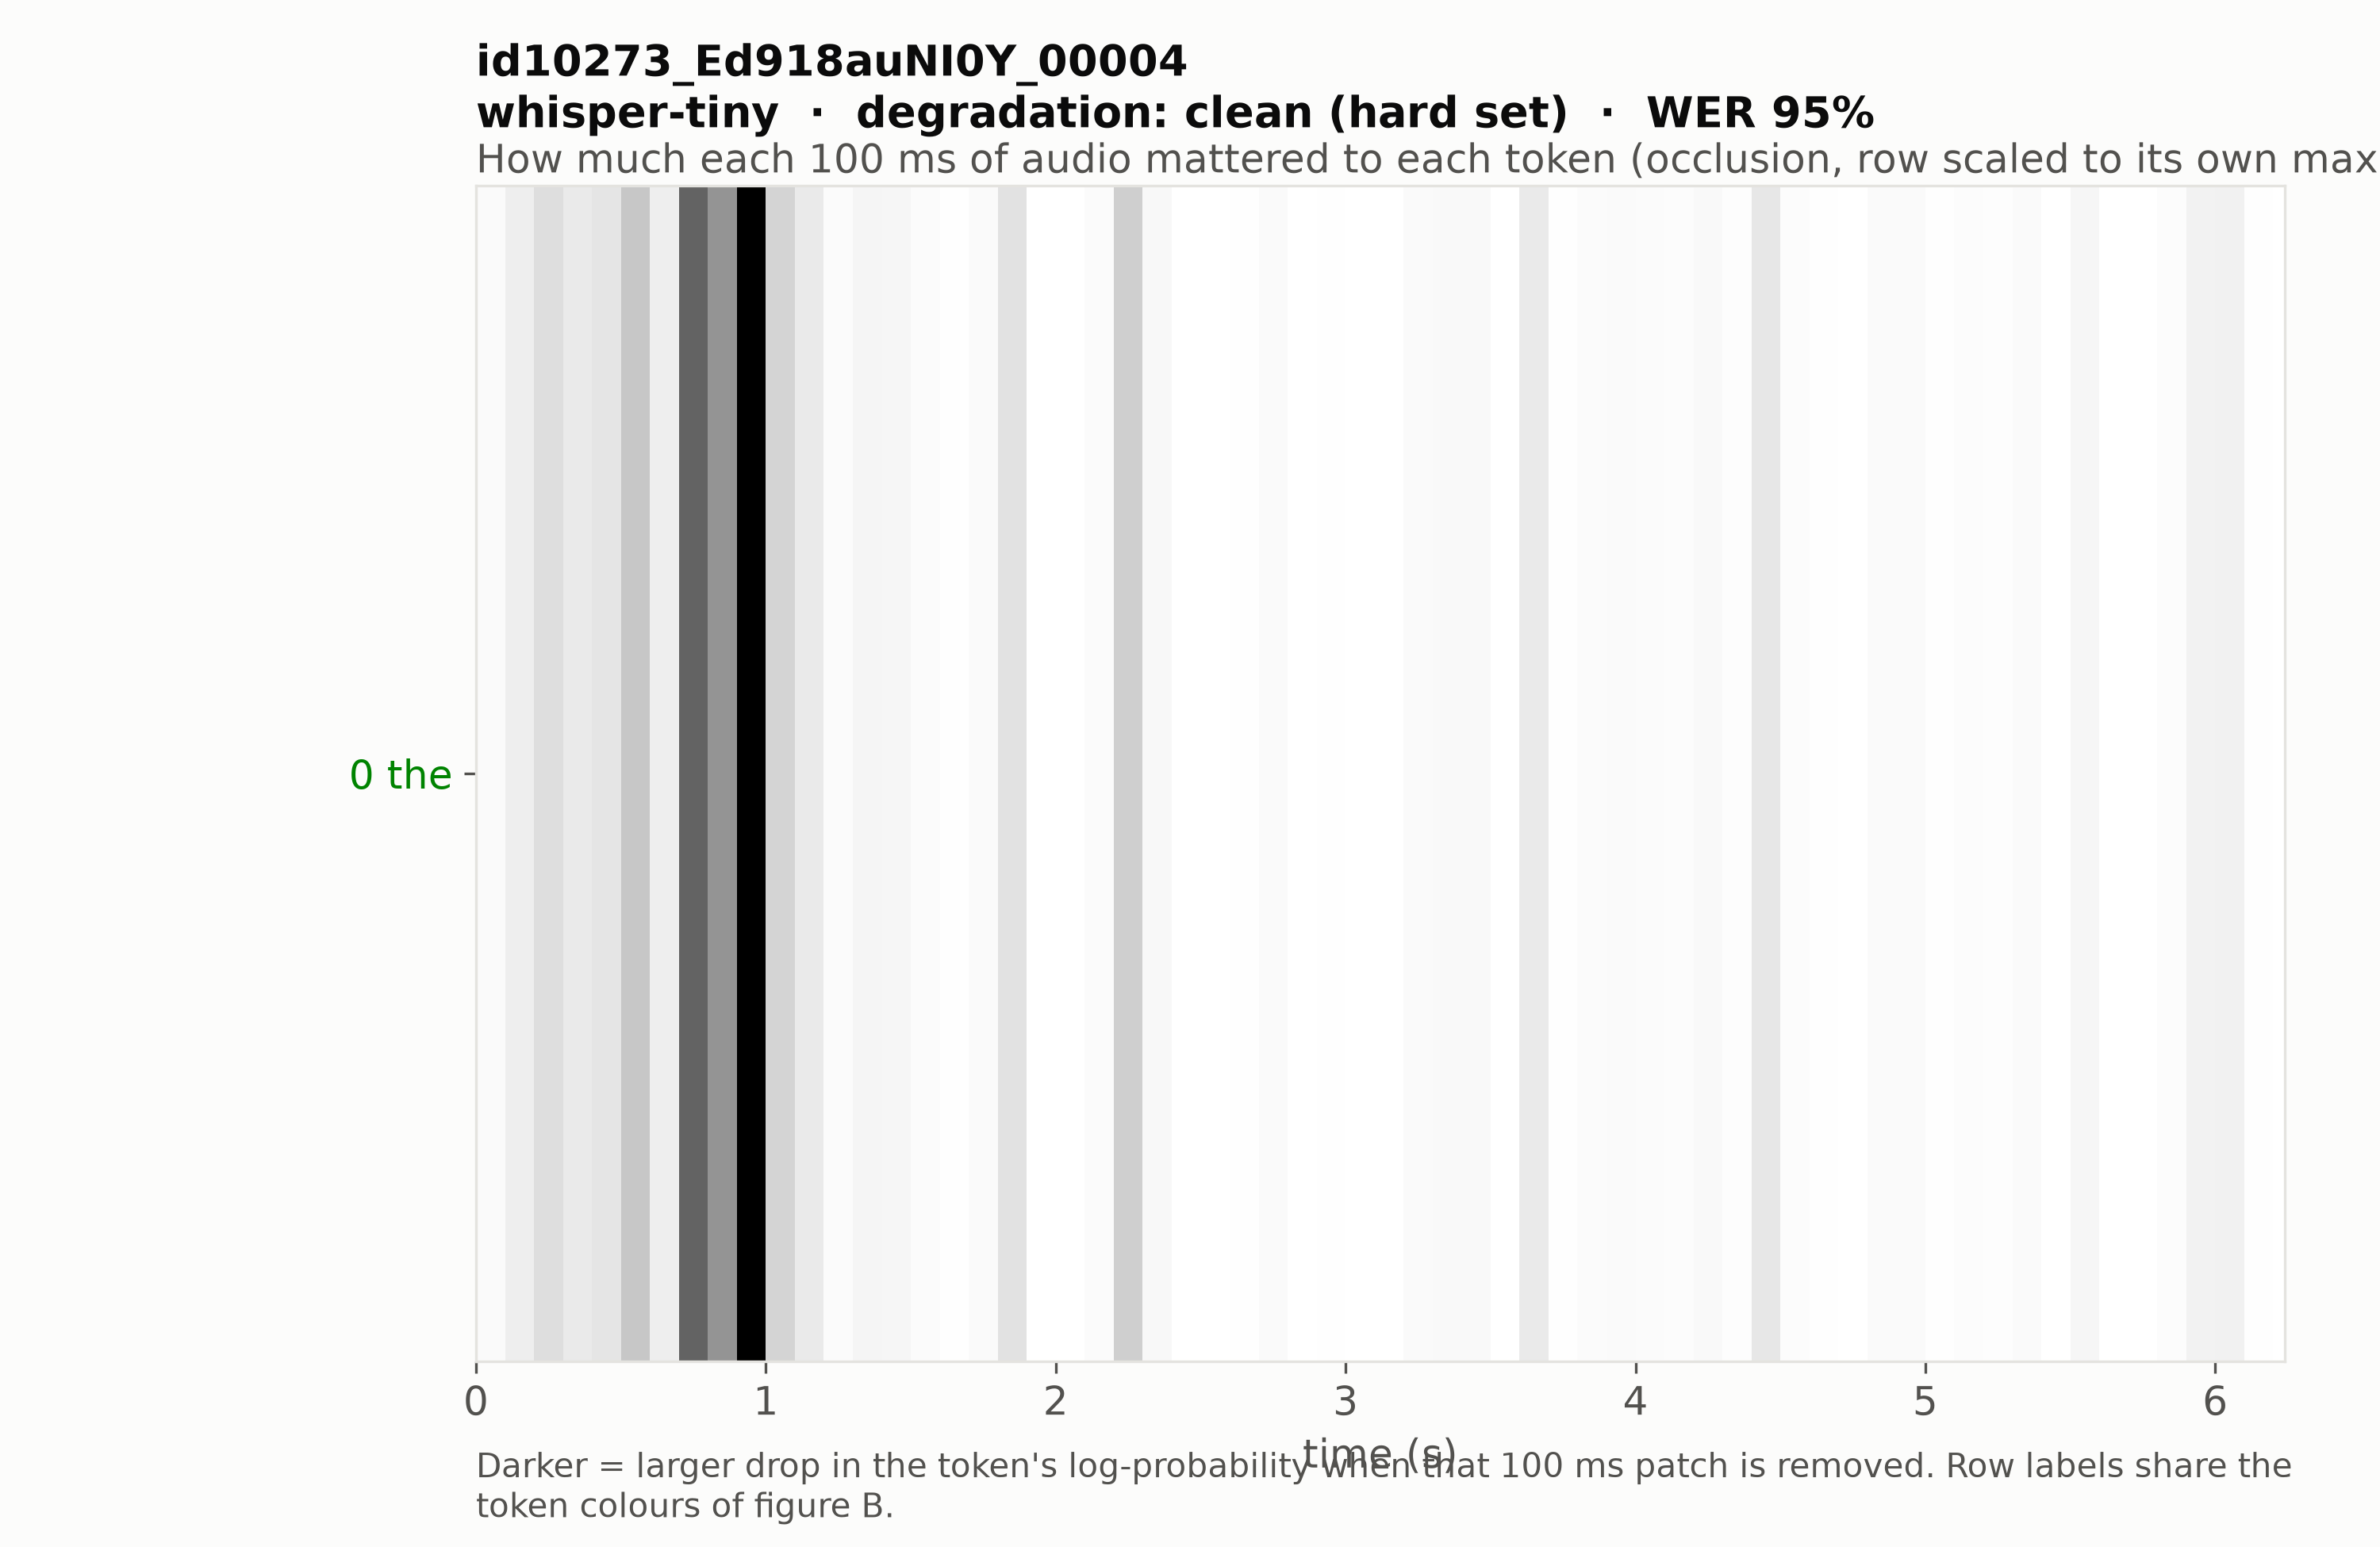 id10273_Ed918auNI0Y_00004
whisper-tiny · degradation: clean (hard set) · WER 95%
How much each 100 ms of audio mattered to each token (occlusion, row scaled to its own max
0 the
0 1 2 3 4 5 6
time (s)
Darker = larger drop in the token's log-probability when that 100 ms patch is removed. Row labels share the
token colours of figure B.